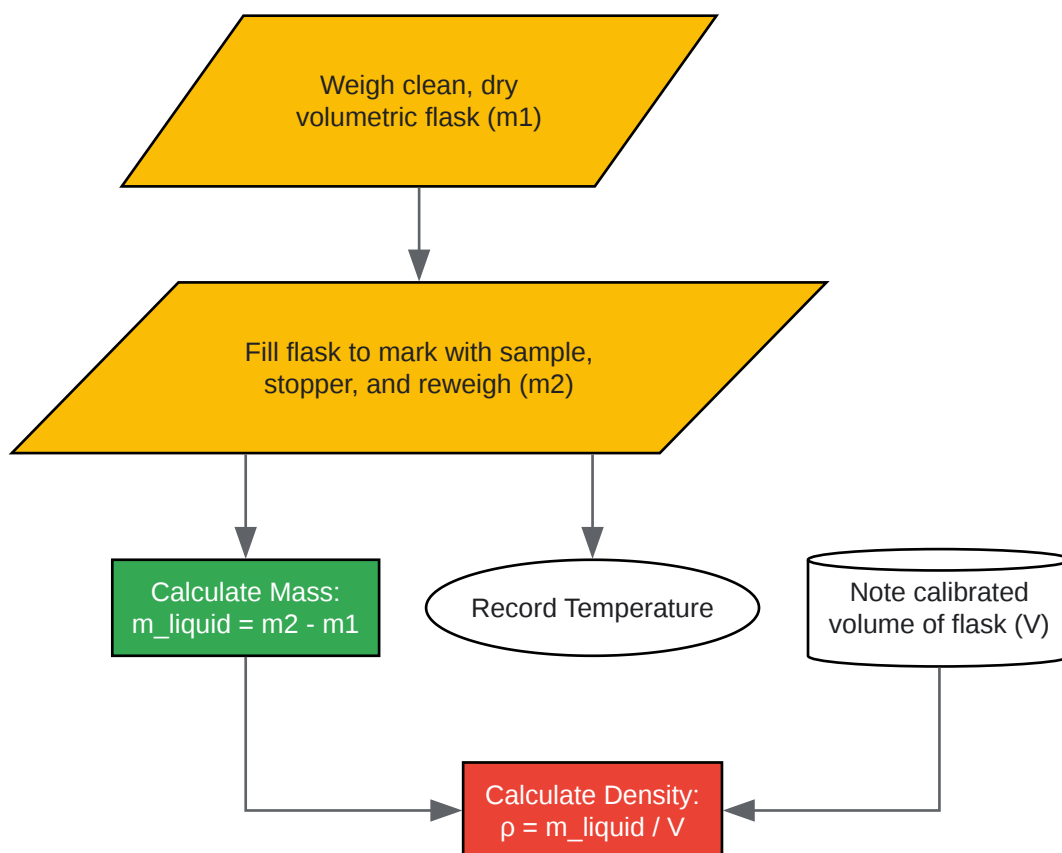 Weigh clean, dry
volumetric flask (m1)
Fill flask to mark with sample,
stopper, and reweigh (m2)
Calculate Mass:
m_liquid = m2 - m1
Record Temperature
Note calibrated
volume of flask (V)
Calculate Density:
ρ = m_liquid / V